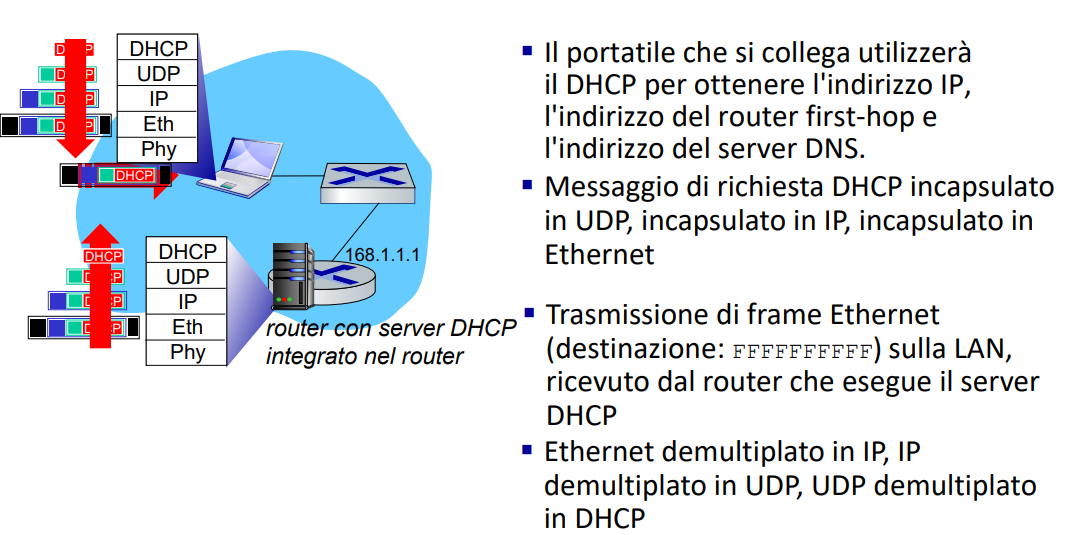 DHCP
DHCP
DHCP
DHCP
DHCP
DHCP
UDP
IP
Eth
Phy
DHCP
DHCP
DHCP
DHCP
DHCP
UDP
IP
Eth
Phy
168.1.1.1
router con server DHCP
integrato nel router
▪ Il portatile che si collega utilizzerà
il DHCP per ottenere l'indirizzo IP,
l'indirizzo del router first-hop e
l'indirizzo del server DNS.
▪ Messaggio di richiesta DHCP incapsulato
in UDP, incapsulato in IP, incapsulato in
Ethernet
▪ Trasmissione di frame Ethernet
(destinazione: FFFFFFFFFF) sulla LAN,
ricevuto dal router che esegue il server
DHCP
▪ Ethernet demultiplato in IP, IP
demultiplato in UDP, UDP demultiplato
in DHCP